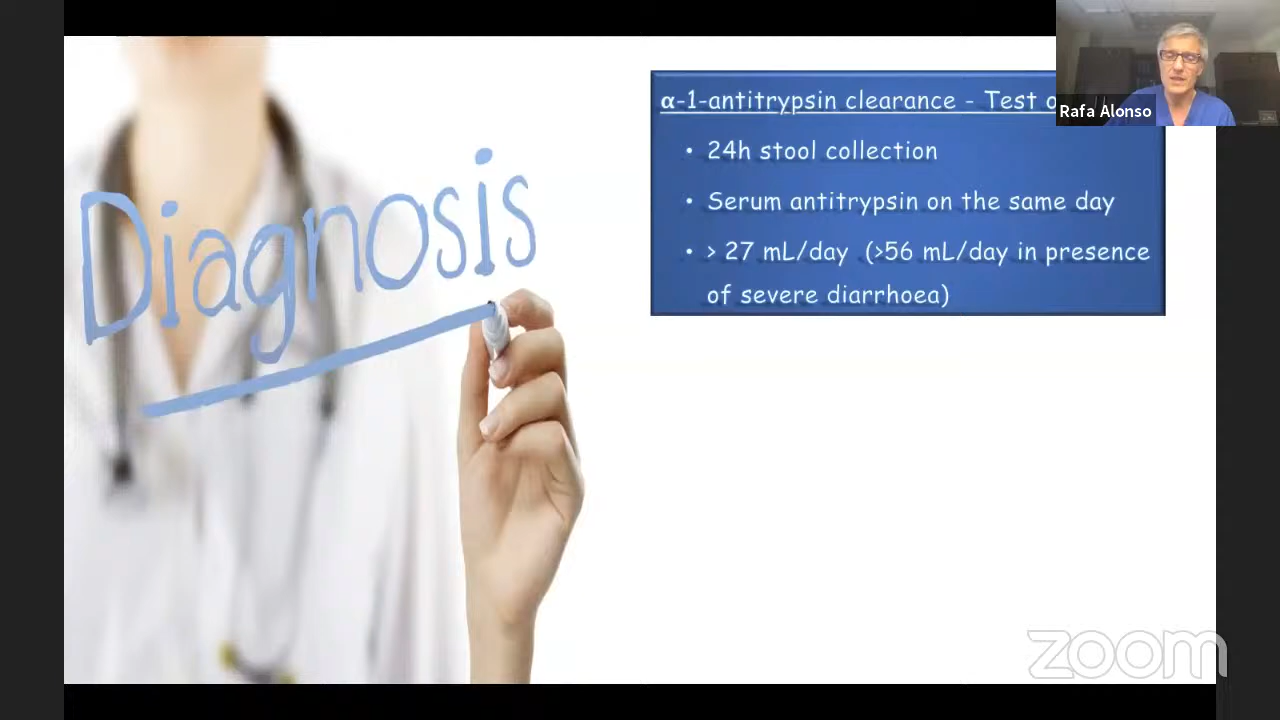 Diagnosis
α-1-antitrypsin clearance - Test
• 24h stool collection
• Serum antitrypsin on the same day
• > 27 mL/day (>56 mL/day in presence
of severe diarrhoea)
Rafa Alonso
zoom